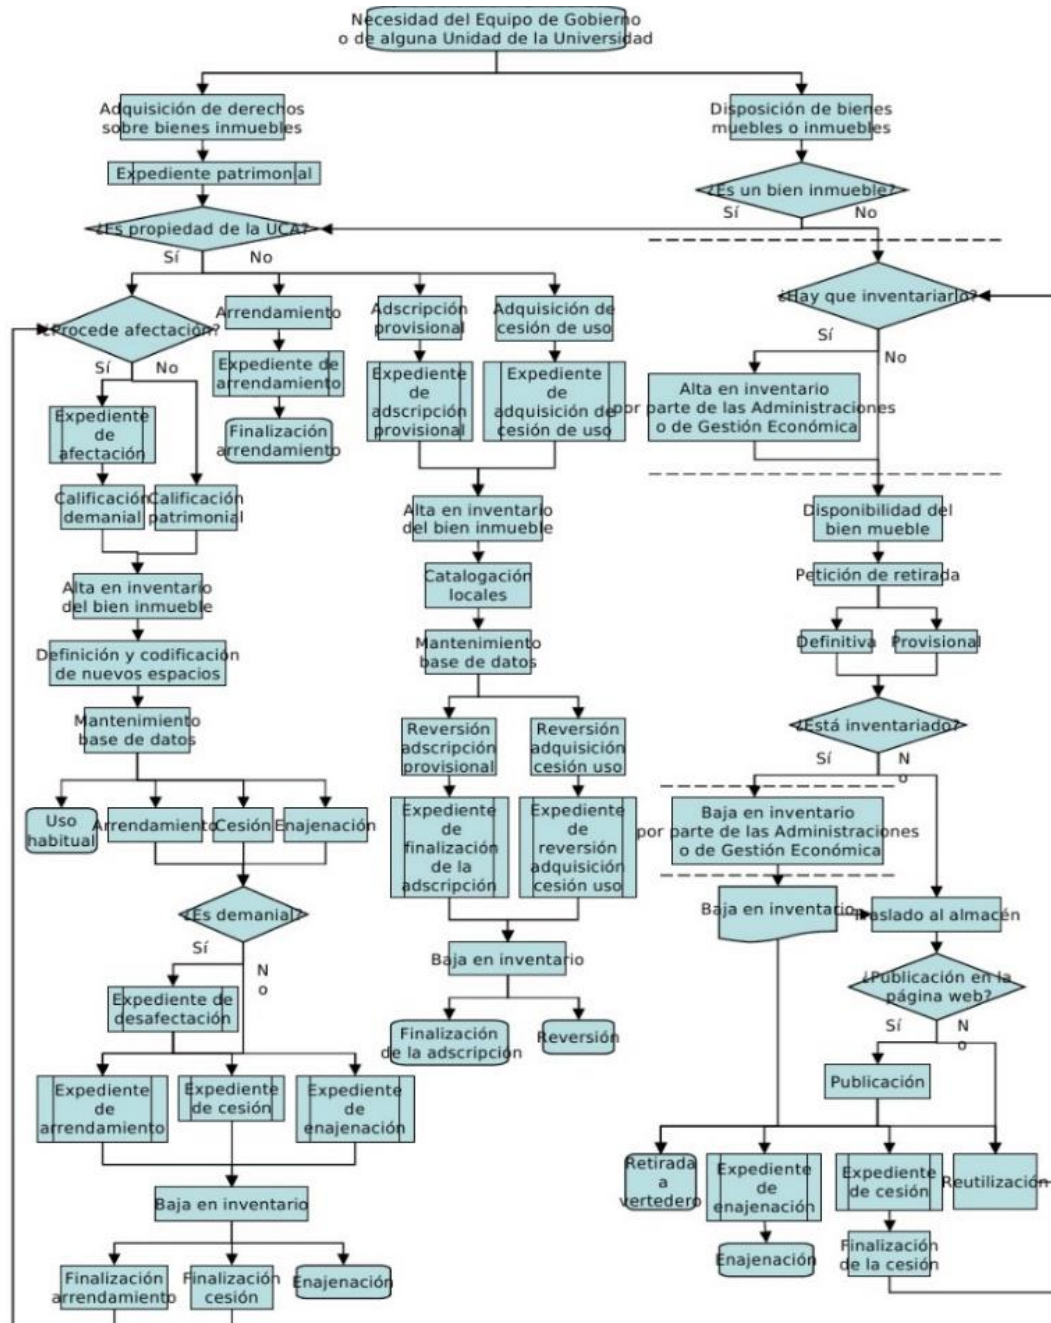 Necesidad del Equipo de Gobierno
o de alguna Unidad de la Universidad
Adquisición de derechos
sobre bienes inmuebles
Disposición de bienes
muebles o inmuebles
Expediente patrimonial
¿Es un bien inmueble?
Sí
No
¿Es propiedad de la UCA?
Sí
No
¿Procede afectación?
Sí
No
Arrendamiento
Expediente de
arrendamiento
Finalización
arrendamiento
Adscripción
provisional
Expediente
de
adscripción
provisional
Adquisición de
cesión de uso
Expediente
de
adquisición de
cesión de uso
¿Hay que inventariarlo?
Sí
No
Alta en inventario
por parte de las Administraciones
o de Gestión Económica
Expediente
de
afectación
Calificación
demanial
Calificación
patrimonial
Alta en inventario
del bien inmueble
Definición y codificación
de nuevos espacios
Mantenimiento
base de datos
Uso
habitual
Arrendamiento
Cesión
Enajenación
¿Es demanial?
Sí
N
o
Expediente de
desafectación
Expediente
de
arrendamiento
Expediente
de cesión
Expediente
de
enajenación
Baja en inventario
Finalización
arrendamiento
Finalización
cesión
Enajenación
Alta en inventario
del bien inmueble
Catalogación
locales
Mantenimiento
base de datos
Reversión
adscripción
provisional
Reversión
adquisición
cesión uso
Expediente
de
finalización
de la
adscripción
Expediente
de
reversión
adquisición
cesión uso
Baja en inventario
Finalización
de la adscripción
Reversión
Disponibilidad del
bien mueble
Petición de retirada
Definitiva
Provisional
¿Está inventariado?
Sí
N
o
Baja en inventario
por parte de las Administraciones
o de Gestión Económica
Baja en inventario
Traslado al almacén
¿Publicación en la
página web?
Sí
N
o
Publicación
Retirada
a
vertedero
Expediente
de
enajenación
Expediente
de cesión
Reutilización
Enajenación
Finalización
de la cesión